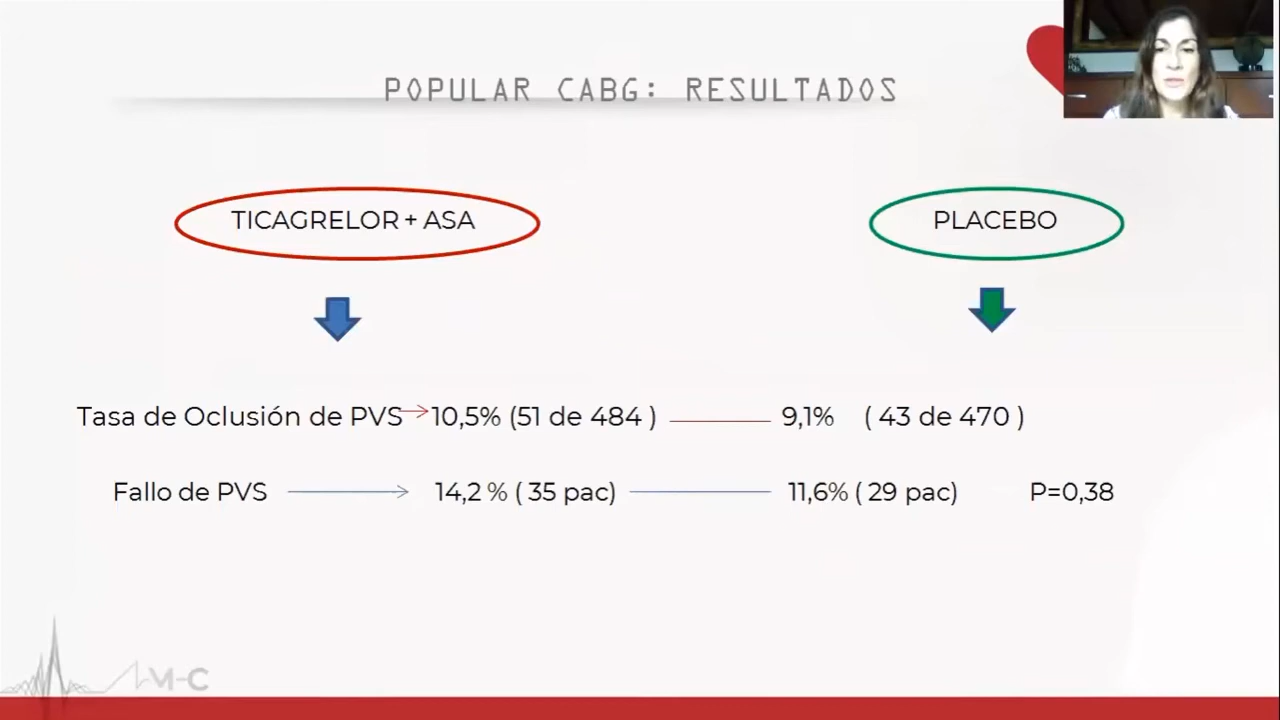 POPULAR CABG: RESULTADOS
TICAGRELOR + ASA
PLACEBO
Tasa de Oclusión de PVS 10,5% (51 de 484 ) 9,1% ( 43 de 470 )
Fallo de PVS 14,2 % ( 35 pac) 11,6% ( 29 pac) P=0,38